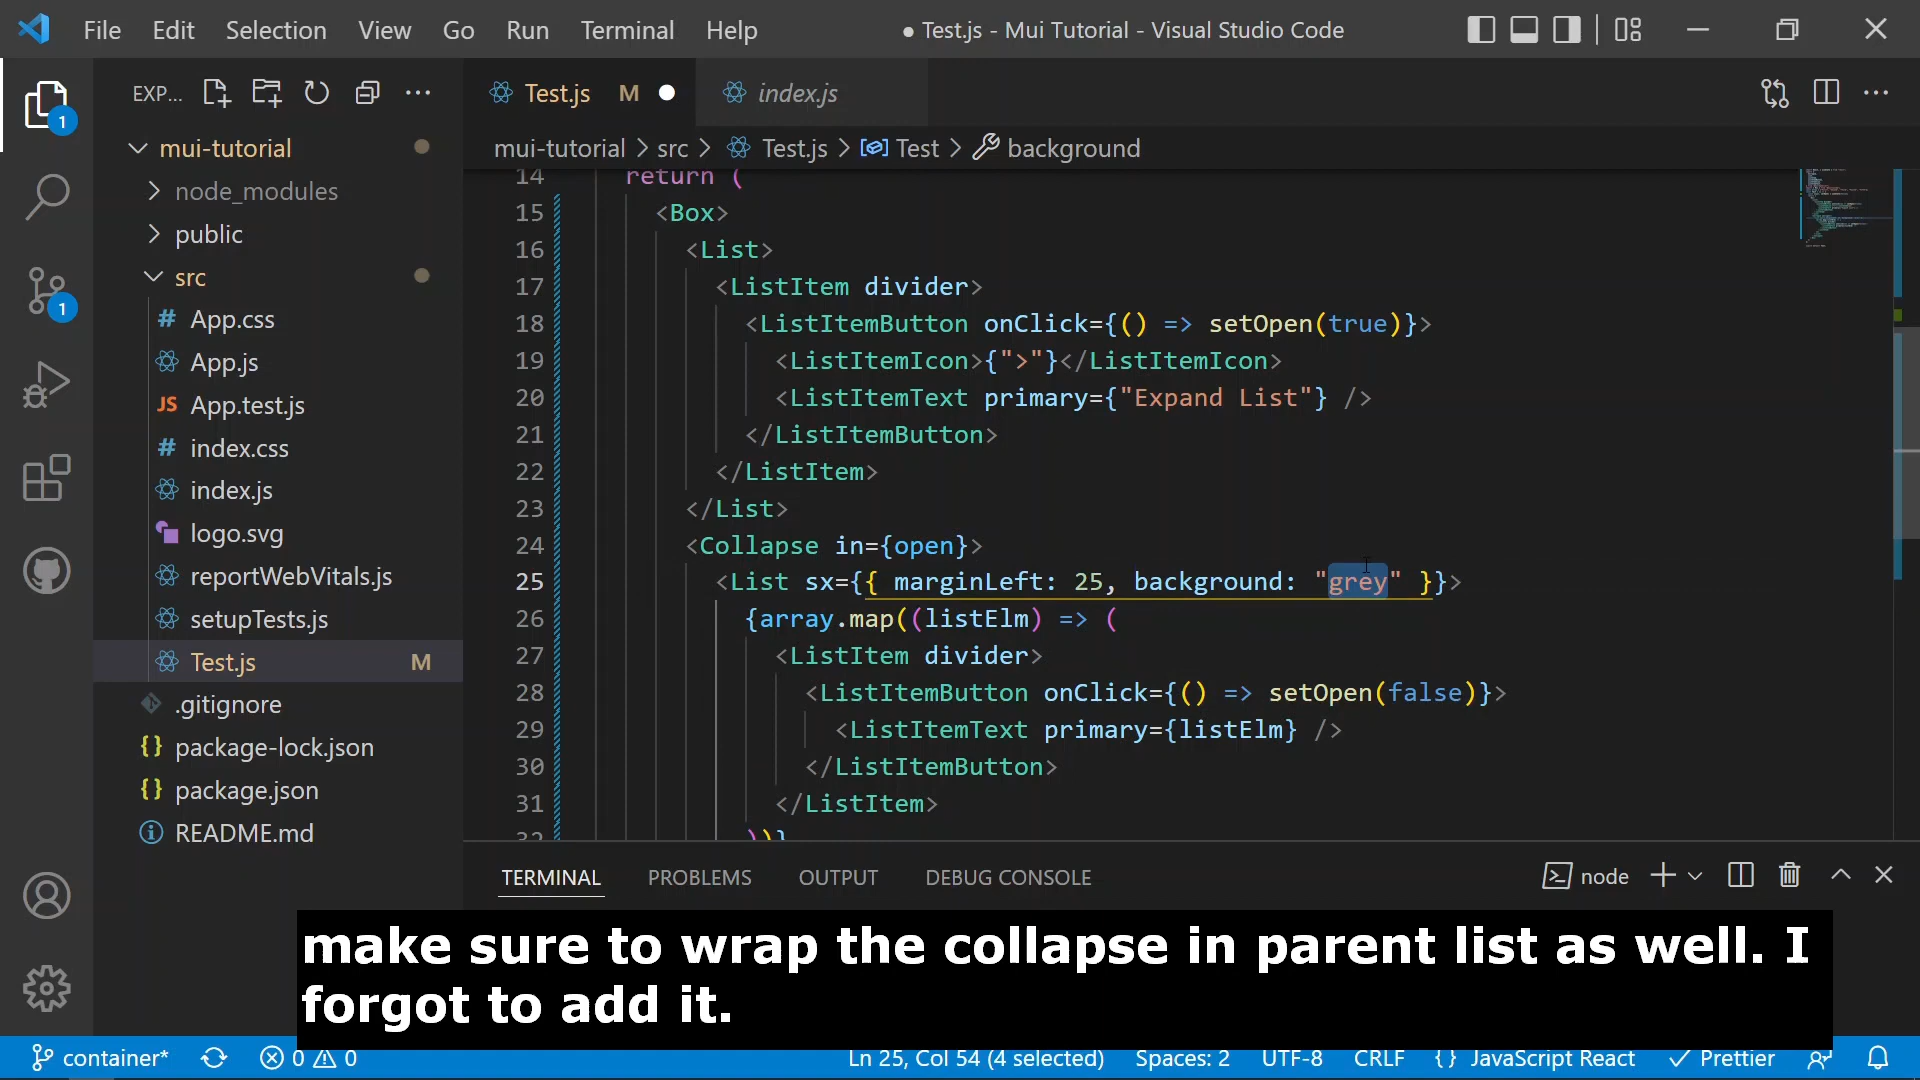 File Edit Selection View Go Run Terminal Help ● Test.js - Mui Tutorial - Visual Studio Code
EXP...
Test.js M
index.js
mui-tutorial > src > Test.js > Test > background
mui-tutorial
node_modules
public
src
# App.css
App.js
JS App.test.js
# index.css
index.js
logo.svg
reportWebVitals.js
setupTests.js
Test.js M
.gitignore
{} package-lock.json
{} package.json
README.md
1
1
14 return (
15 <Box>
16 <List>
17 <ListItem divider>
18 <ListItemButton onClick={() => setOpen(true)}>
19 <ListItemIcon>{">"}</ListItemIcon>
20 <ListItemText primary={"Expand List"} />
21 </ListItemButton>
22 </ListItem>
23 </List>
24 <Collapse in={open}>
25 <List sx={{ marginLeft: 25, background: "grey" }}>
26 {array.map((listElm) => (
27 <ListItem divider>
28 <ListItemButton onClick={() => setOpen(false)}>
29 <ListItemText primary={listElm} />
30 </ListItemButton>
31 </ListItem>
32 ))}
TERMINAL PROBLEMS OUTPUT DEBUG CONSOLE node
make sure to wrap the collapse in parent list as well. I
forgot to add it.
container* 0 0 Ln 25, Col 54 (4 selected) Spaces: 2 UTF-8 CRLF {} JavaScript React Prettier